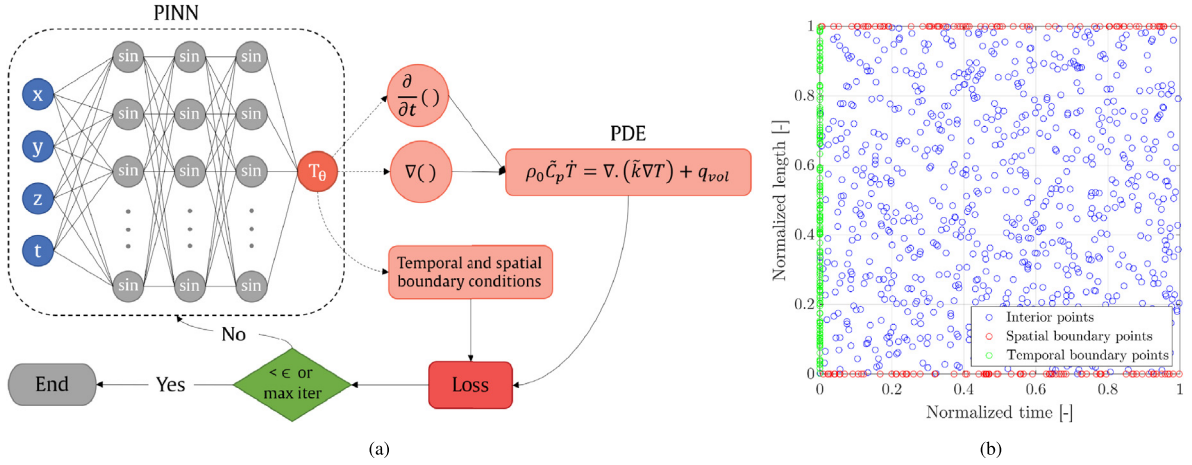 PINN
x
y
z
t
sin sin sin
sin sin sin
sin sin sin
sin sin sin
T_θ
∂/∂t ( )
∇( )
PDE
ρ₀C̃ₚṪ = ∇. (k̃∇T) + q_vol
Temporal and spatial
boundary conditions
Loss
< ϵ or
max iter
No
Yes
End
(a)
Normalized length [-]
1
0.8
0.6
0.4
0.2
0
0 0.2 0.4 0.6 0.8 1
Normalized time [-]
Interior points
Spatial boundary points
Temporal boundary points
(b)